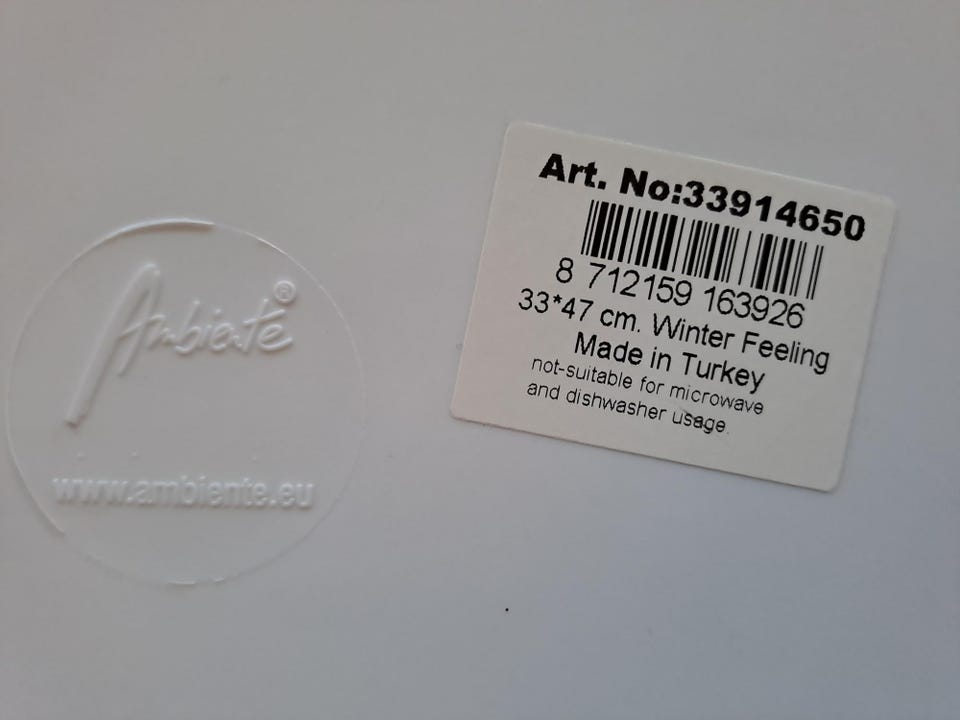 Ambiente®
www.ambiente.eu
Art. No:33914650
8 712159 163926
33*47 cm. Winter Feeling
Made in Turkey
not-suitable for microwave
and dishwasher usage.